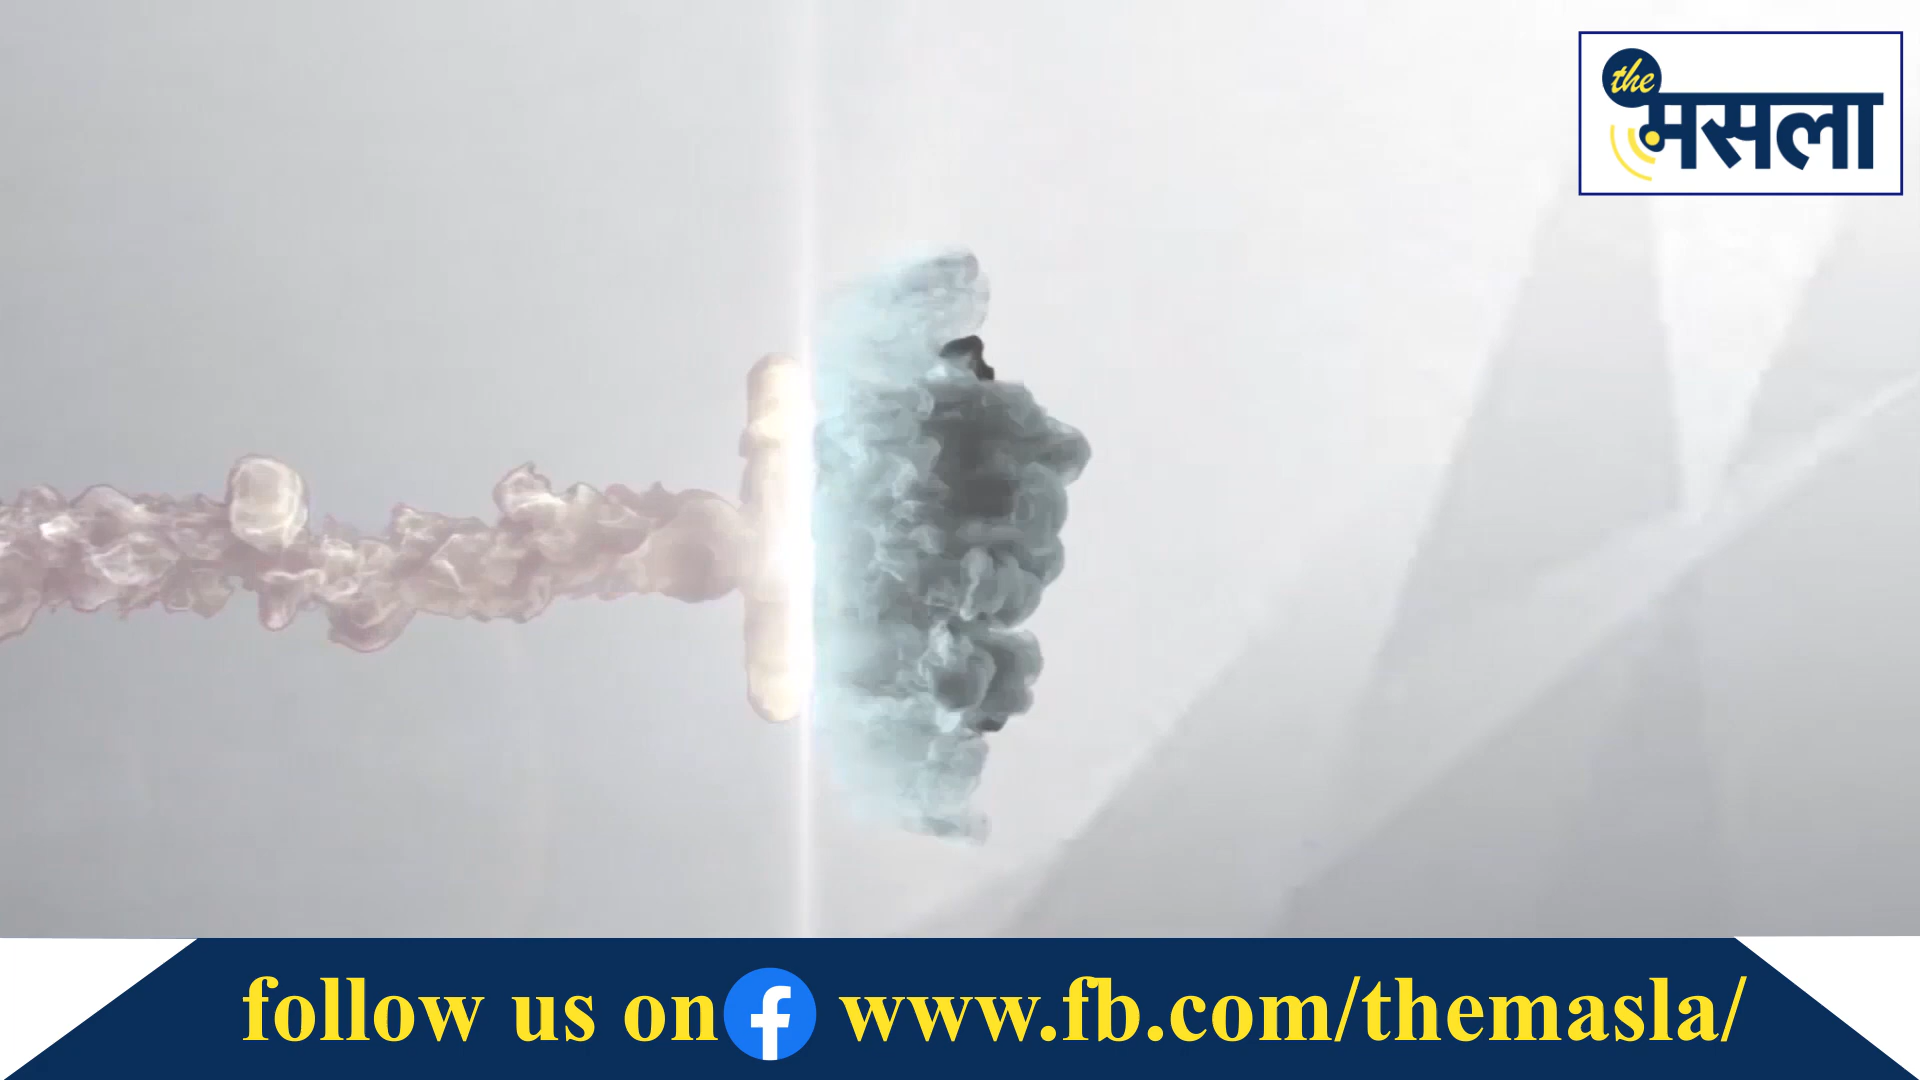 the
मसला
follow us on www.fb.com/themasla/